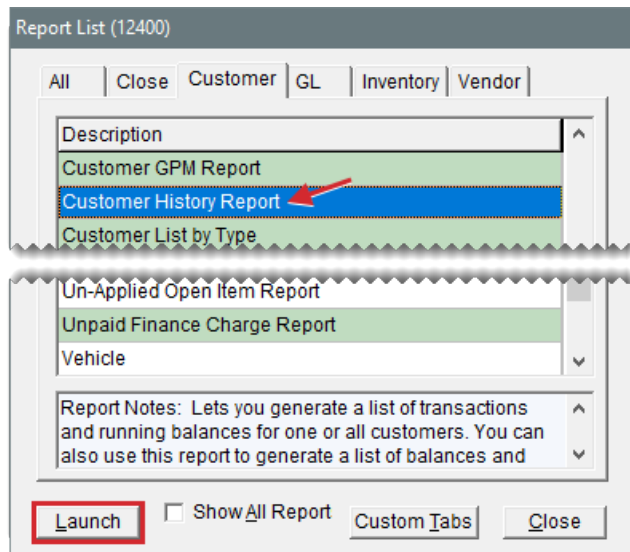 Report List (12400)
All Close Customer GL Inventory Vendor
Description
Customer GPM Report
Customer History Report
Customer List by Type
Un-Applied Open Item Report
Unpaid Finance Charge Report
Vehicle
Report Notes: Lets you generate a list of transactions
and running balances for one or all customers. You can
also use this report to generate a list of balances and
Launch Show All Report Custom Tabs Close